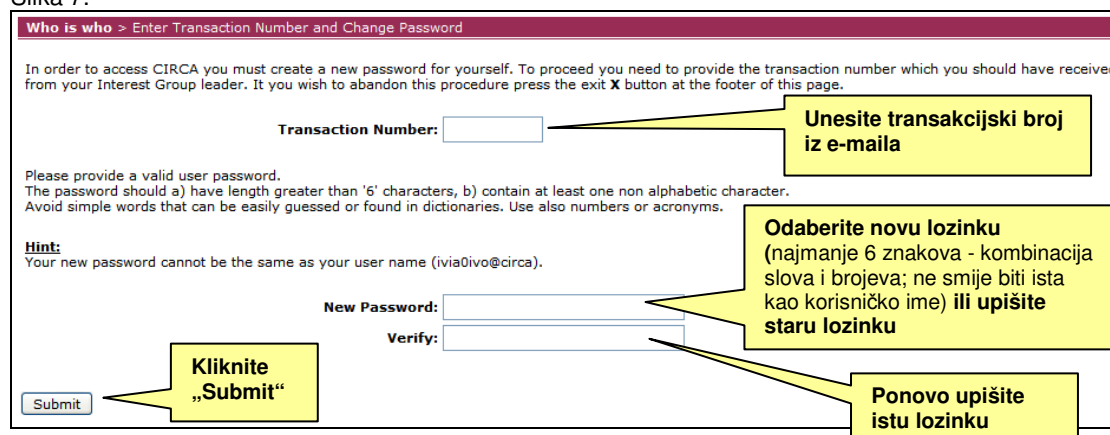 Slika 7.
Who is who > Enter Transaction Number and Change Password
In order to access CIRCA you must create a new password for yourself. To proceed you need to provide the transaction number which you should have received
from your Interest Group leader. It you wish to abandon this procedure press the exit X button at the footer of this page.
Transaction Number:
Unesite transakcijski broj
iz e-maila
Please provide a valid user password.
The password should a) have length greater than '6' characters, b) contain at least one non alphabetic character.
Avoid simple words that can be easily guessed or found in dictionaries. Use also numbers or acronyms.
Odaberite novu lozinku
(najmanje 6 znakova - kombinacija
slova i brojeva; ne smije biti ista
kao korisničko ime) ili upišite
staru lozinku
Hint:
Your new password cannot be the same as your user name (ivia0ivo@circa).
New Password:
Verify:
Kliknite
„Submit“
Submit
Ponovo upišite
istu lozinku